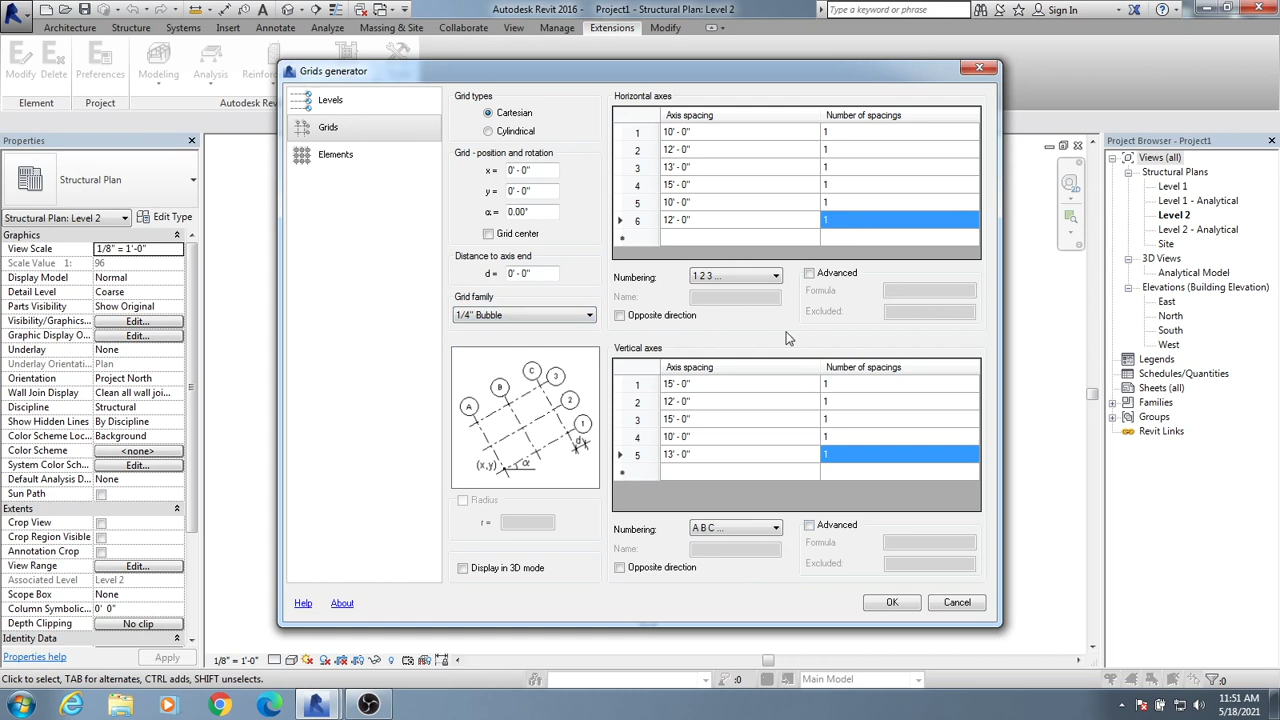 Autodesk Revit 2016 - Project1 - Structural Plan: Level 2
Type a keyword or phrase
Sign In
Architecture Structure Systems Insert Annotate Analyze Massing & Site Collaborate View Manage Extensions Modify
Modify Delete Preferences Modeling Analysis
Element Project
Grids generator
Levels
Grids
Elements
Grid types
Cartesian
Cylindrical
Grid - position and rotation
x = 0' - 0"
y = 0' - 0"
α = 0.00°
Grid center
Distance to axis end
d = 0' - 0"
Grid family
1/4" Bubble
A B C 3 2 1
(x,y) α d
Radius
r =
Display in 3D mode
Horizontal axes
Axis spacing Number of spacings
1 10' - 0" 1
2 12' - 0" 1
3 13' - 0" 1
4 15' - 0" 1
5 10' - 0" 1
6 12' - 0" 1
*
Numbering: 1 2 3 ... Advanced
Name: Formula
Opposite direction Excluded:
Vertical axes
Axis spacing Number of spacings
1 15' - 0" 1
2 12' - 0" 1
3 15' - 0" 1
4 10' - 0" 1
5 13' - 0" 1
*
Numbering: A B C ... Advanced
Name: Formula
Opposite direction Excluded:
OK Cancel
Help About
Properties
Structural Plan
Structural Plan: Level 2 Edit Type
Graphics
View Scale 1/8" = 1'-0"
Scale Value 1: 96
Display Model Normal
Detail Level Coarse
Parts Visibility Show Original
Visibility/Graphics... Edit...
Graphic Display O... Edit...
Underlay None
Underlay Orientati... Plan
Orientation Project North
Wall Join Display Clean all wall joi...
Discipline Structural
Show Hidden Lines By Discipline
Color Scheme Loc... Background
Color Scheme <none>
System Color Sch... Edit...
Default Analysis D... None
Sun Path
Extents
Crop View
Crop Region Visible
Annotation Crop
View Range Edit...
Associated Level Level 2
Scope Box None
Column Symbolic... 0' 0"
Depth Clipping No clip
Identity Data
Properties help Apply
Project Browser - Project1
Views (all)
Structural Plans
Level 1
Level 1 - Analytical
Level 2
Level 2 - Analytical
Site
3D Views
Analytical Model
Elevations (Building Elevation)
East
North
South
West
Legends
Schedules/Quantities
Sheets (all)
Families
Groups
Revit Links
1/8" = 1'-0"
Click to select, TAB for alternates, CTRL adds, SHIFT unselects.
:0 Main Model :0
11:51 AM
5/18/2021